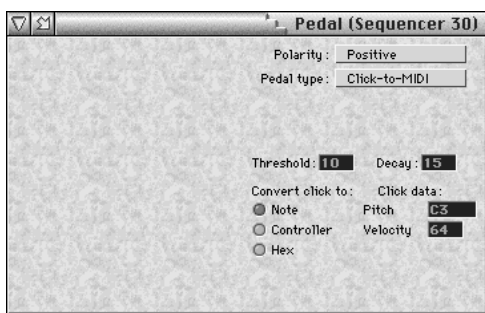 Pedal (Sequencer 30)
Polarity: Positive
Pedal type: Click-to-MIDI
Threshold: 10 Decay: 15
Convert click to: Click data:
Note Pitch C3
Controller Velocity 64
Hex